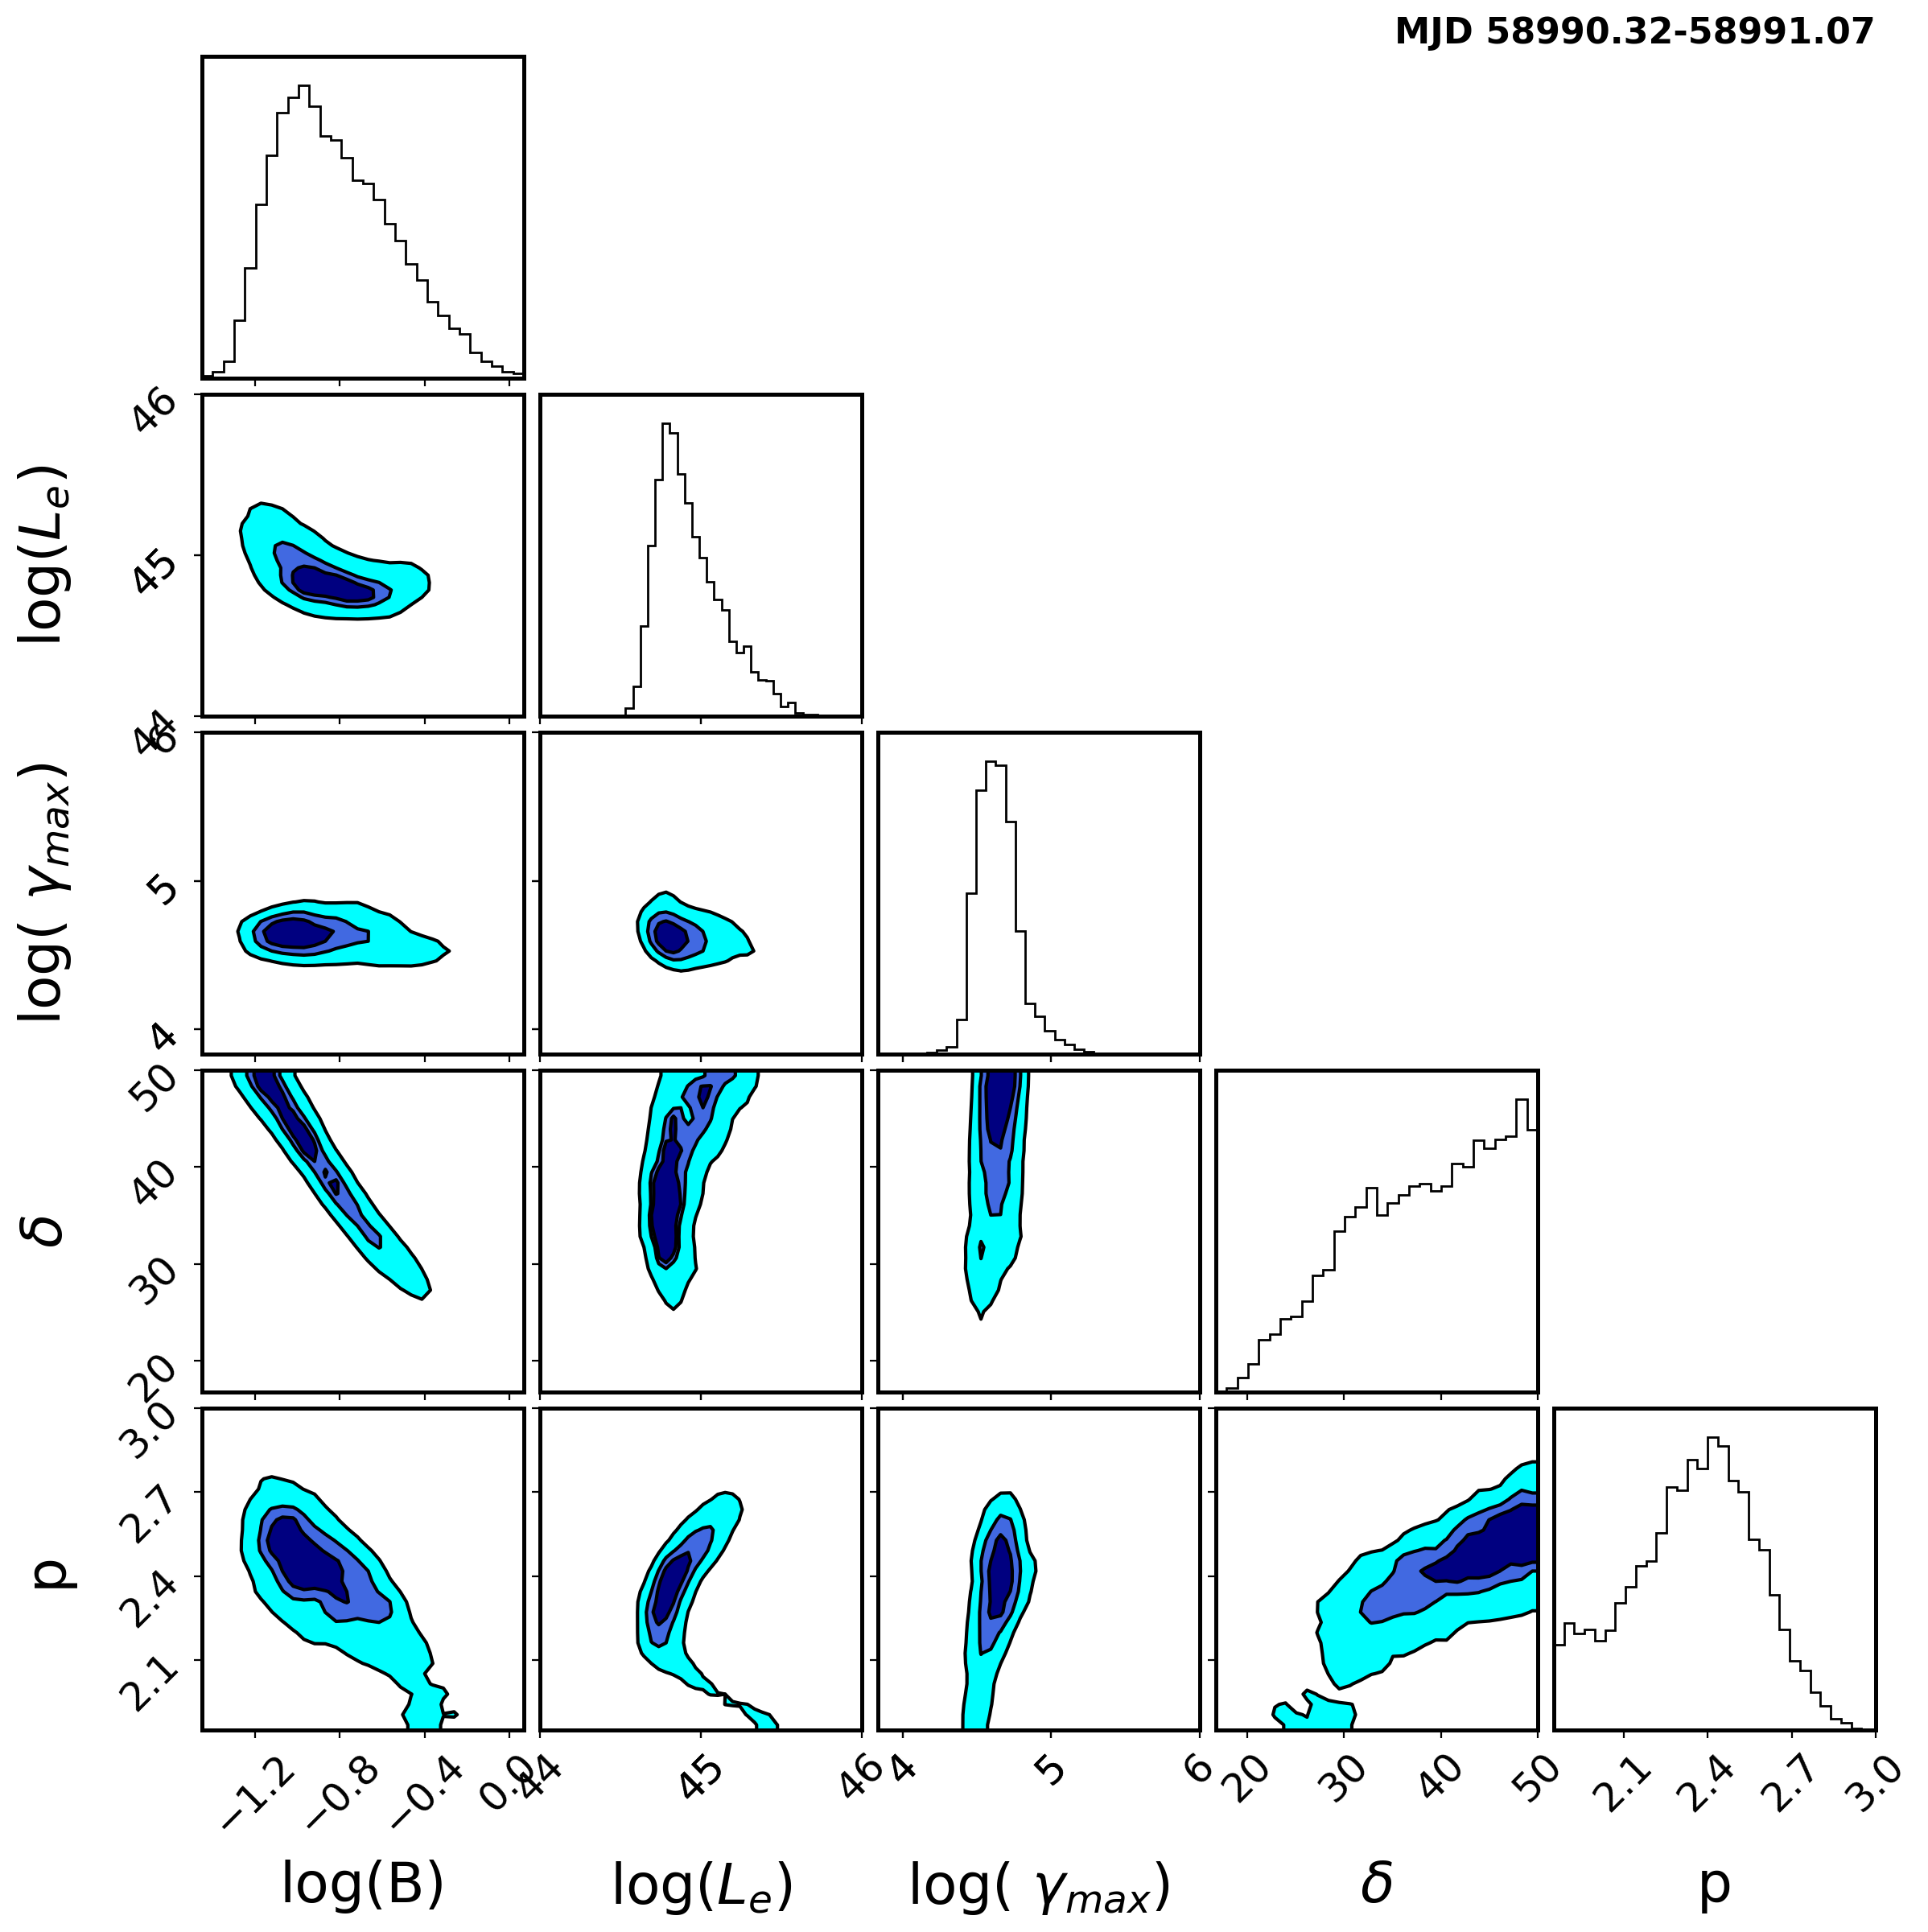 MJD 58990.32-58991.07
46
45
44
log(Lₑ)
6
5
4
log( γₘₐₓ)
50
40
30
20
δ
3.0
2.7
2.4
2.1
p
−1.2 −0.8 −0.4 0.0
44 45 46
4 5 6
20 30 40 50
2.1 2.4 2.7 3.0
log(B) log(Lₑ) log( γₘₐₓ) δ p